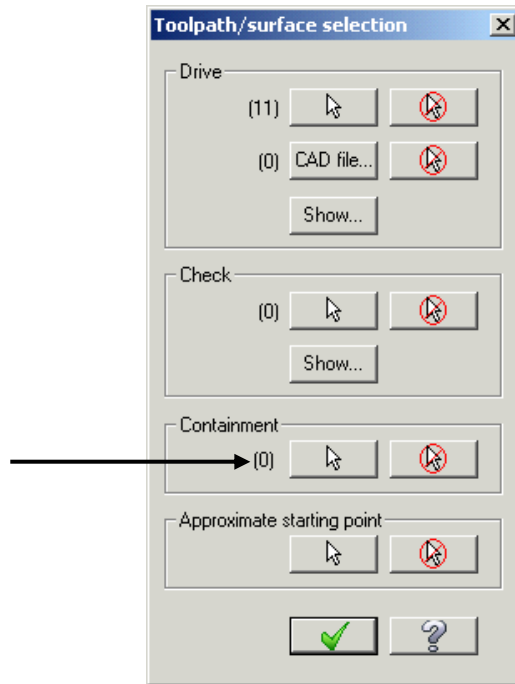 Toolpath/surface selection
Drive
(11)
(0) CAD file...
Show...
Check
(0)
Show...
Containment
(0)
Approximate starting point